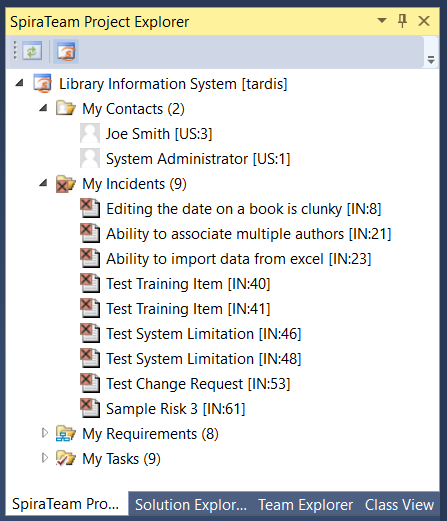 SpiraTeam Project Explorer
Library Information System [tardis]
My Contacts (2)
Joe Smith [US:3]
System Administrator [US:1]
My Incidents (9)
Editing the date on a book is clunky [IN:8]
Ability to associate multiple authors [IN:21]
Ability to import data from excel [IN:23]
Test Training Item [IN:40]
Test Training Item [IN:41]
Test System Limitation [IN:46]
Test System Limitation [IN:48]
Test Change Request [IN:53]
Sample Risk 3 [IN:61]
My Requirements (8)
My Tasks (9)
SpiraTeam Pro... Solution Explor... Team Explorer Class View